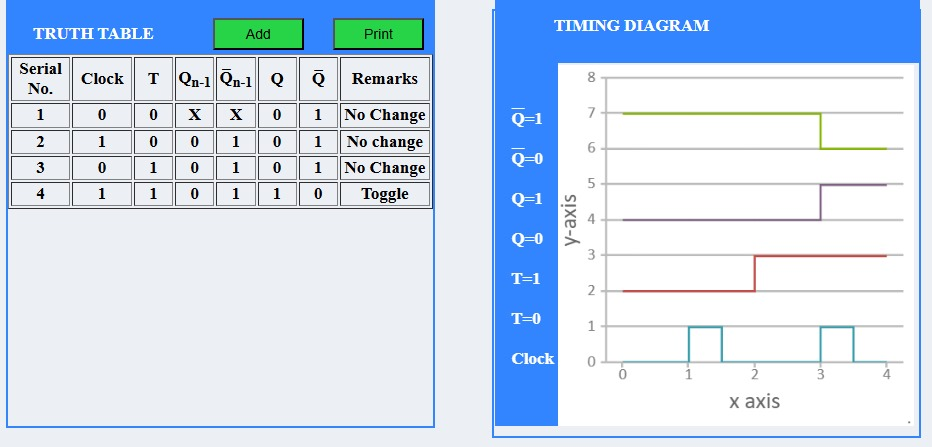 TRUTH TABLE Add Print
Serial No. Clock T Qn-1 Q̅n-1 Q Q̅ Remarks
1 0 0 X X 0 1 No Change
2 1 0 0 1 0 1 No change
3 0 1 0 1 0 1 No Change
4 1 1 0 1 1 0 Toggle
TIMING DIAGRAM
Q̅=1
Q̅=0
Q=1
Q=0
T=1
T=0
Clock
y-axis
8
7
6
5
4
3
2
1
0
0 1 2 3 4
x axis